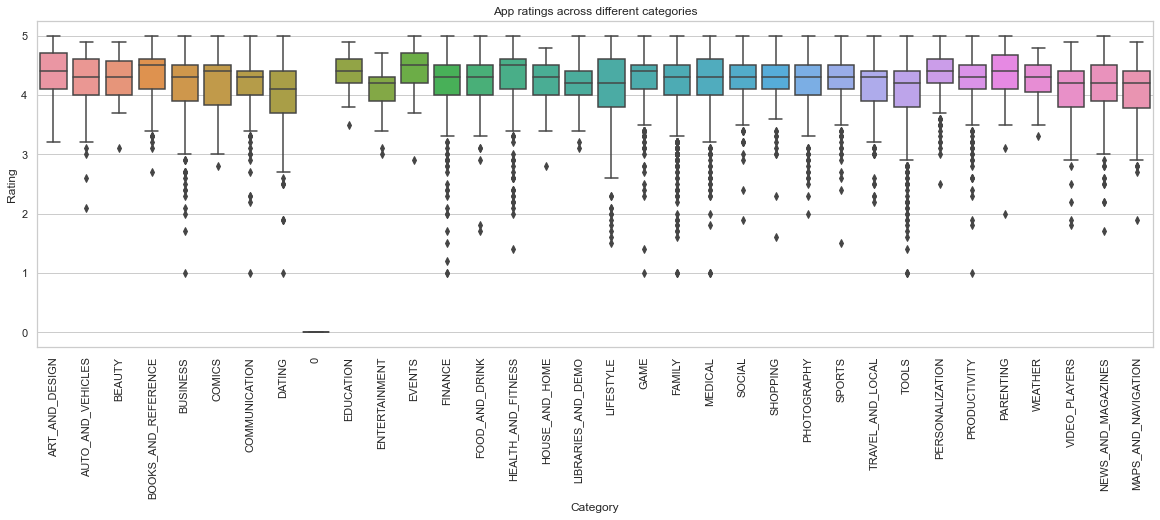 App ratings across different categories
Rating
5
4
3
2
1
0
ART_AND_DESIGN
AUTO_AND_VEHICLES
BEAUTY
BOOKS_AND_REFERENCE
BUSINESS
COMICS
COMMUNICATION
DATING
0
EDUCATION
ENTERTAINMENT
EVENTS
FINANCE
FOOD_AND_DRINK
HEALTH_AND_FITNESS
HOUSE_AND_HOME
LIBRARIES_AND_DEMO
LIFESTYLE
GAME
FAMILY
MEDICAL
SOCIAL
SHOPPING
PHOTOGRAPHY
SPORTS
TRAVEL_AND_LOCAL
TOOLS
PERSONALIZATION
PRODUCTIVITY
PARENTING
WEATHER
VIDEO_PLAYERS
NEWS_AND_MAGAZINES
MAPS_AND_NAVIGATION
Category